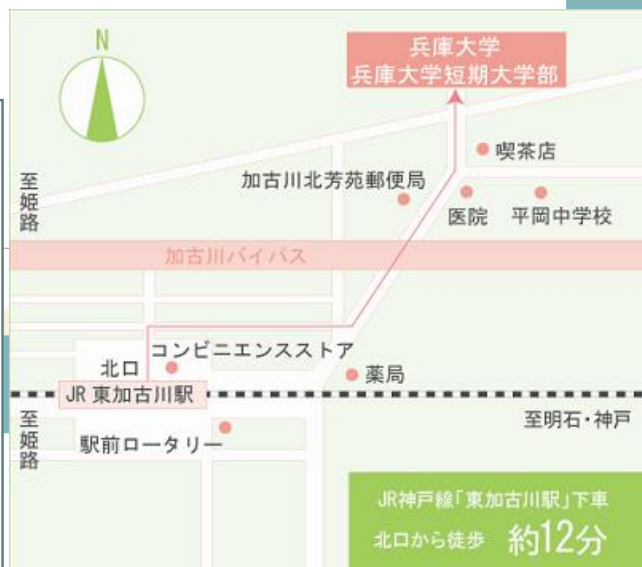 N
兵庫大学
兵庫大学短期大学部
喫茶店
加古川北芳苑郵便局
医院
平岡中学校
至姫路
加古川バイパス
コンビニエンスストア
北口
薬局
JR 東加古川駅
至明石・神戸
至姫路
駅前ロータリー
JR神戸線「東加古川駅」下車
北口から徒歩 約12分